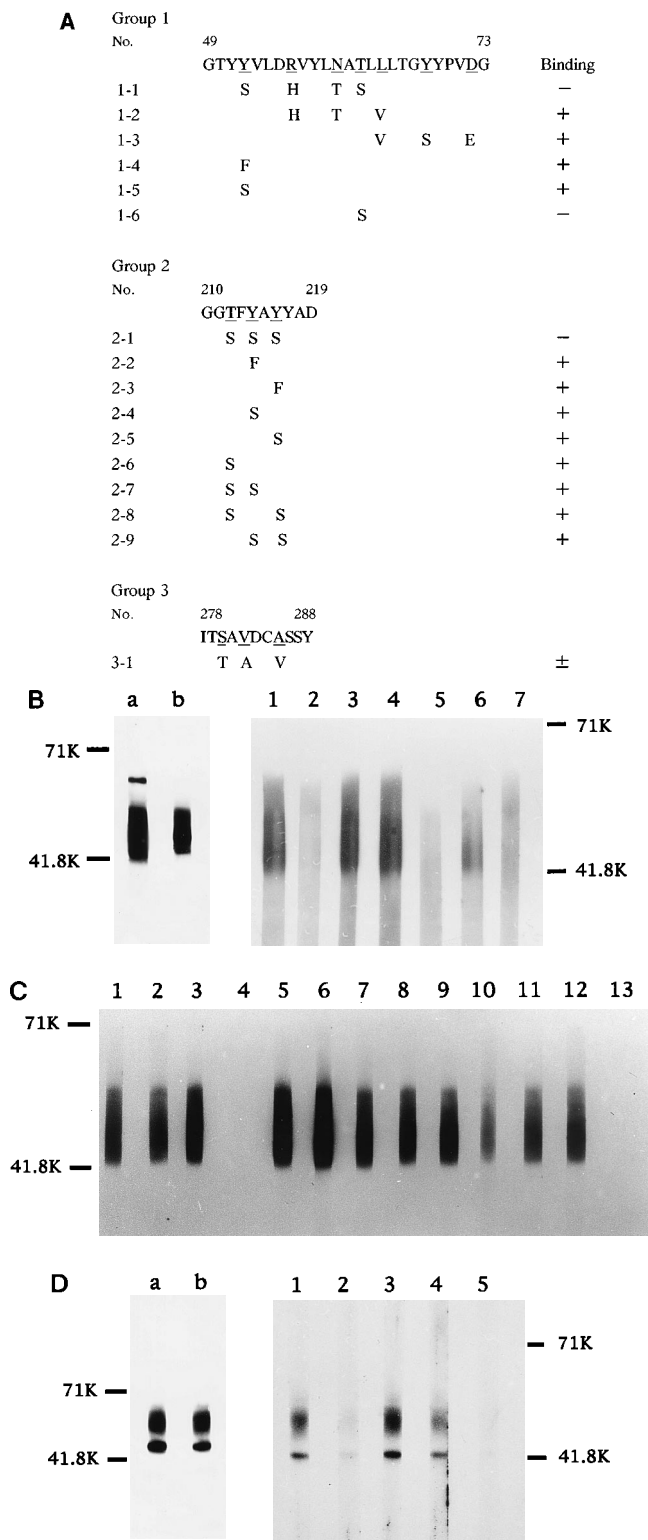 A
Group 1
No. 49 73
GTYYVLDRVYLNATLLLTGYYPVDG Binding
1-1 S H T S −
1-2 H T V +
1-3 V S E +
1-4 F +
1-5 S +
1-6 S −
Group 2
No. 210 219
GGTFYAYYAD
2-1 S S S −
2-2 F +
2-3 F +
2-4 S +
2-5 S +
2-6 S +
2-7 S S +
2-8 S S +
2-9 S S +
Group 3
No. 278 288
ITSAVDCASSY
3-1 T A V ±
B
a b 1 2 3 4 5 6 7
71K 71K
41.8K 41.8K
C 1 2 3 4 5 6 7 8 9 10 11 12 13
71K
41.8K
D a b 1 2 3 4 5
71K 71K
41.8K 41.8K